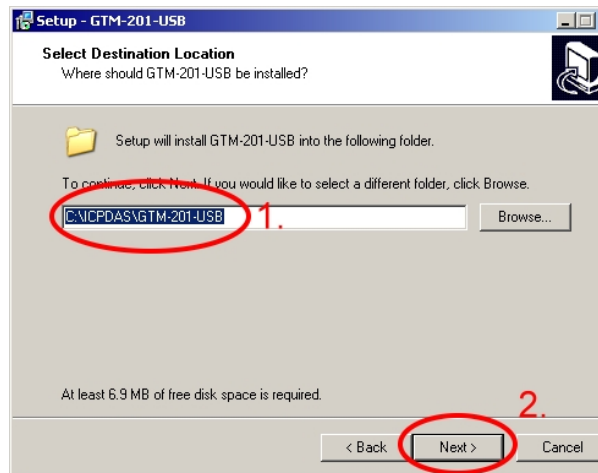 Setup - GTM-201-USB
Select Destination Location
Where should GTM-201-USB be installed?
Setup will install GTM-201-USB into the following folder.
To continue, click Next. If you would like to select a different folder, click Browse.
C:\ICPDAS\GTM-201-USB
1.
Browse...
At least 6.9 MB of free disk space is required.
2.
< Back
Next >
Cancel